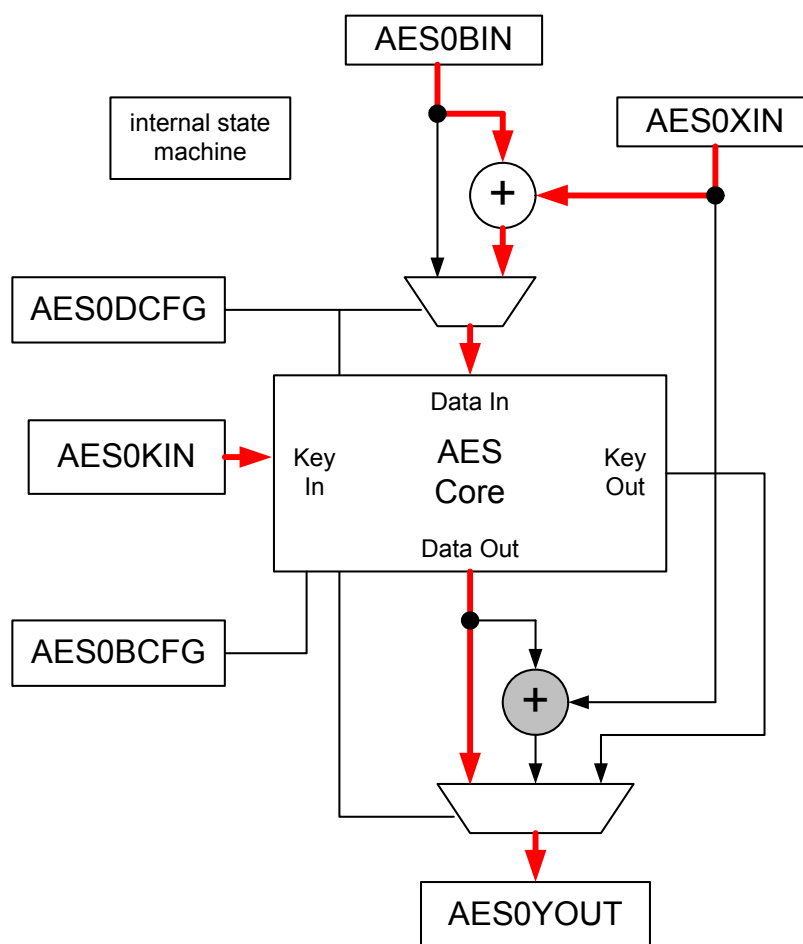 AES0BIN
internal state
machine
AES0XIN
+
AES0DCFG
Data In
AES0KIN
Key
In
AES
Core
Key
Out
Data Out
AES0BCFG
+
AES0YOUT